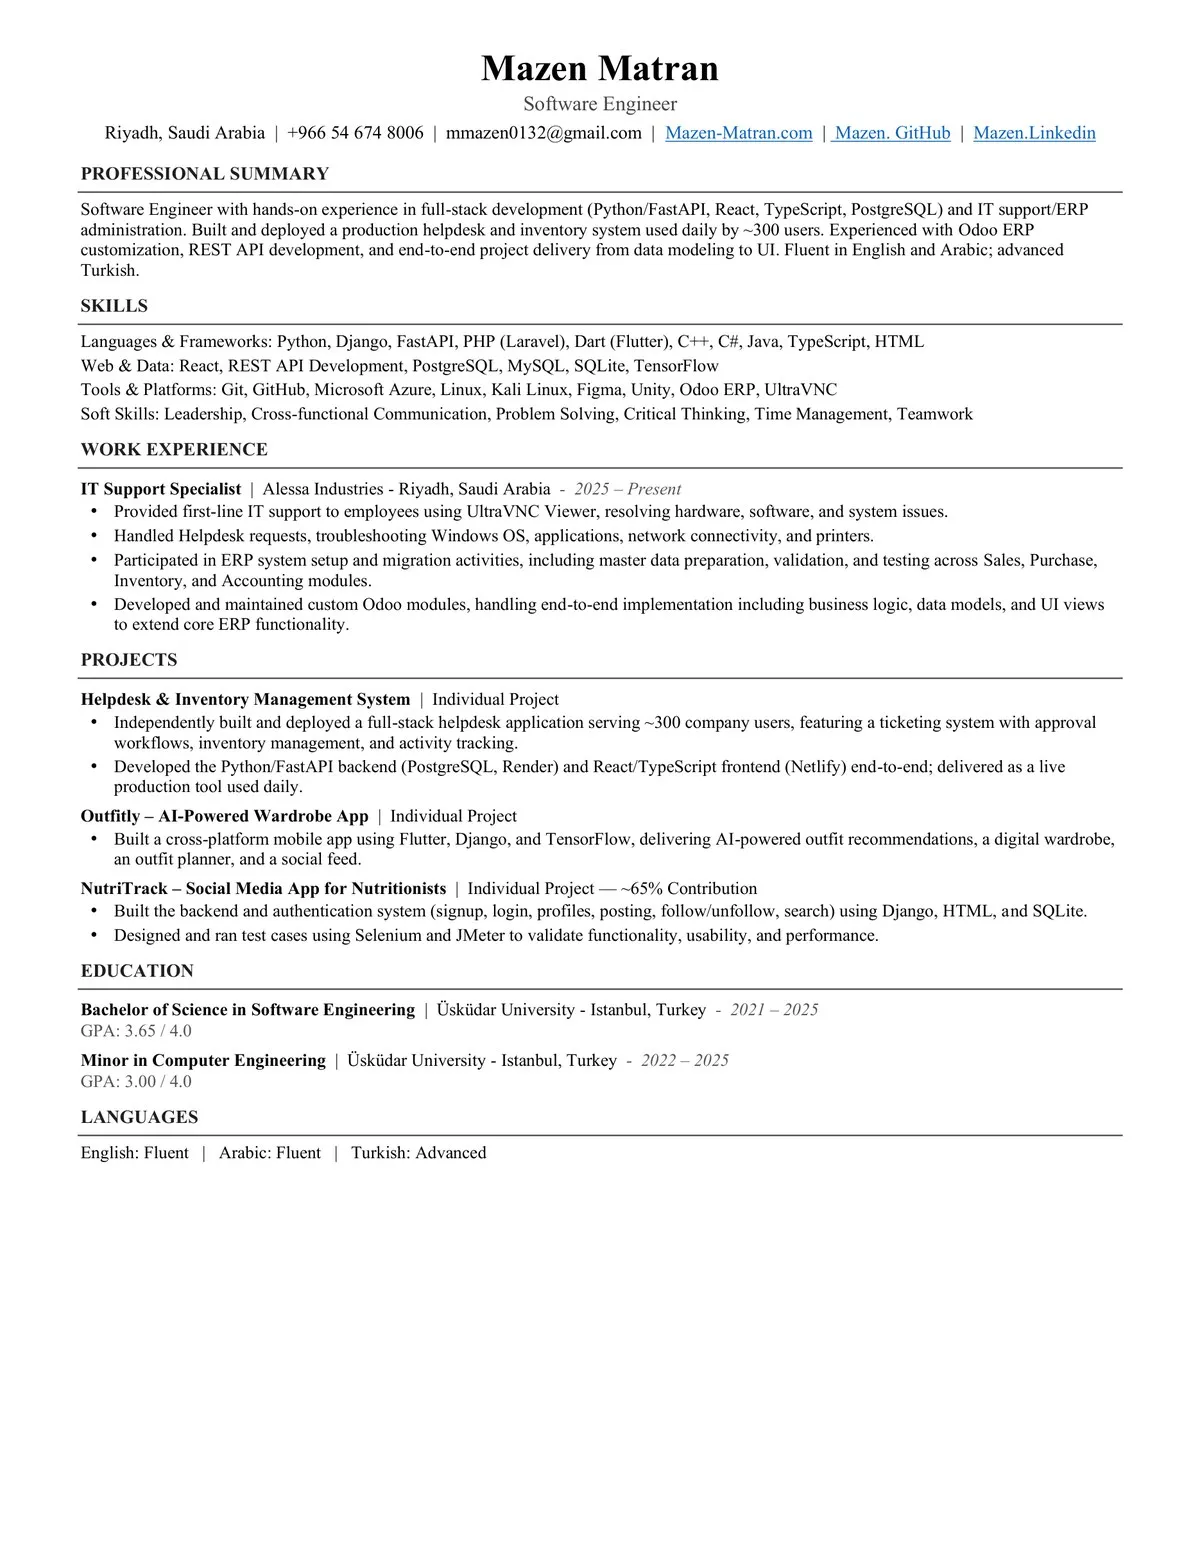 Mazen Matran
Software Engineer
Riyadh, Saudi Arabia | +966 54 674 8006 | mmazen0132@gmail.com | Mazen-Matran.com | Mazen. GitHub | Mazen.Linkedin
PROFESSIONAL SUMMARY
Software Engineer with hands-on experience in full-stack development (Python/FastAPI, React, TypeScript, PostgreSQL) and IT support/ERP
administration. Built and deployed a production helpdesk and inventory system used daily by ~300 users. Experienced with Odoo ERP
customization, REST API development, and end-to-end project delivery from data modeling to UI. Fluent in English and Arabic; advanced
Turkish.
SKILLS
Languages & Frameworks: Python, Django, FastAPI, PHP (Laravel), Dart (Flutter), C++, C#, Java, TypeScript, HTML
Web & Data: React, REST API Development, PostgreSQL, MySQL, SQLite, TensorFlow
Tools & Platforms: Git, GitHub, Microsoft Azure, Linux, Kali Linux, Figma, Unity, Odoo ERP, UltraVNC
Soft Skills: Leadership, Cross-functional Communication, Problem Solving, Critical Thinking, Time Management, Teamwork
WORK EXPERIENCE
IT Support Specialist | Alessa Industries - Riyadh, Saudi Arabia - 2025 – Present
• Provided first-line IT support to employees using UltraVNC Viewer, resolving hardware, software, and system issues.
• Handled Helpdesk requests, troubleshooting Windows OS, applications, network connectivity, and printers.
• Participated in ERP system setup and migration activities, including master data preparation, validation, and testing across Sales, Purchase,
Inventory, and Accounting modules.
• Developed and maintained custom Odoo modules, handling end-to-end implementation including business logic, data models, and UI views
to extend core ERP functionality.
PROJECTS
Helpdesk & Inventory Management System | Individual Project
• Independently built and deployed a full-stack helpdesk application serving ~300 company users, featuring a ticketing system with approval
workflows, inventory management, and activity tracking.
• Developed the Python/FastAPI backend (PostgreSQL, Render) and React/TypeScript frontend (Netlify) end-to-end; delivered as a live
production tool used daily.
Outfitly – AI-Powered Wardrobe App | Individual Project
• Built a cross-platform mobile app using Flutter, Django, and TensorFlow, delivering AI-powered outfit recommendations, a digital wardrobe,
an outfit planner, and a social feed.
NutriTrack – Social Media App for Nutritionists | Individual Project — ~65% Contribution
• Built the backend and authentication system (signup, login, profiles, posting, follow/unfollow, search) using Django, HTML, and SQLite.
• Designed and ran test cases using Selenium and JMeter to validate functionality, usability, and performance.
EDUCATION
Bachelor of Science in Software Engineering | Üsküdar University - Istanbul, Turkey - 2021 – 2025
GPA: 3.65 / 4.0
Minor in Computer Engineering | Üsküdar University - Istanbul, Turkey - 2022 – 2025
GPA: 3.00 / 4.0
LANGUAGES
English: Fluent | Arabic: Fluent | Turkish: Advanced